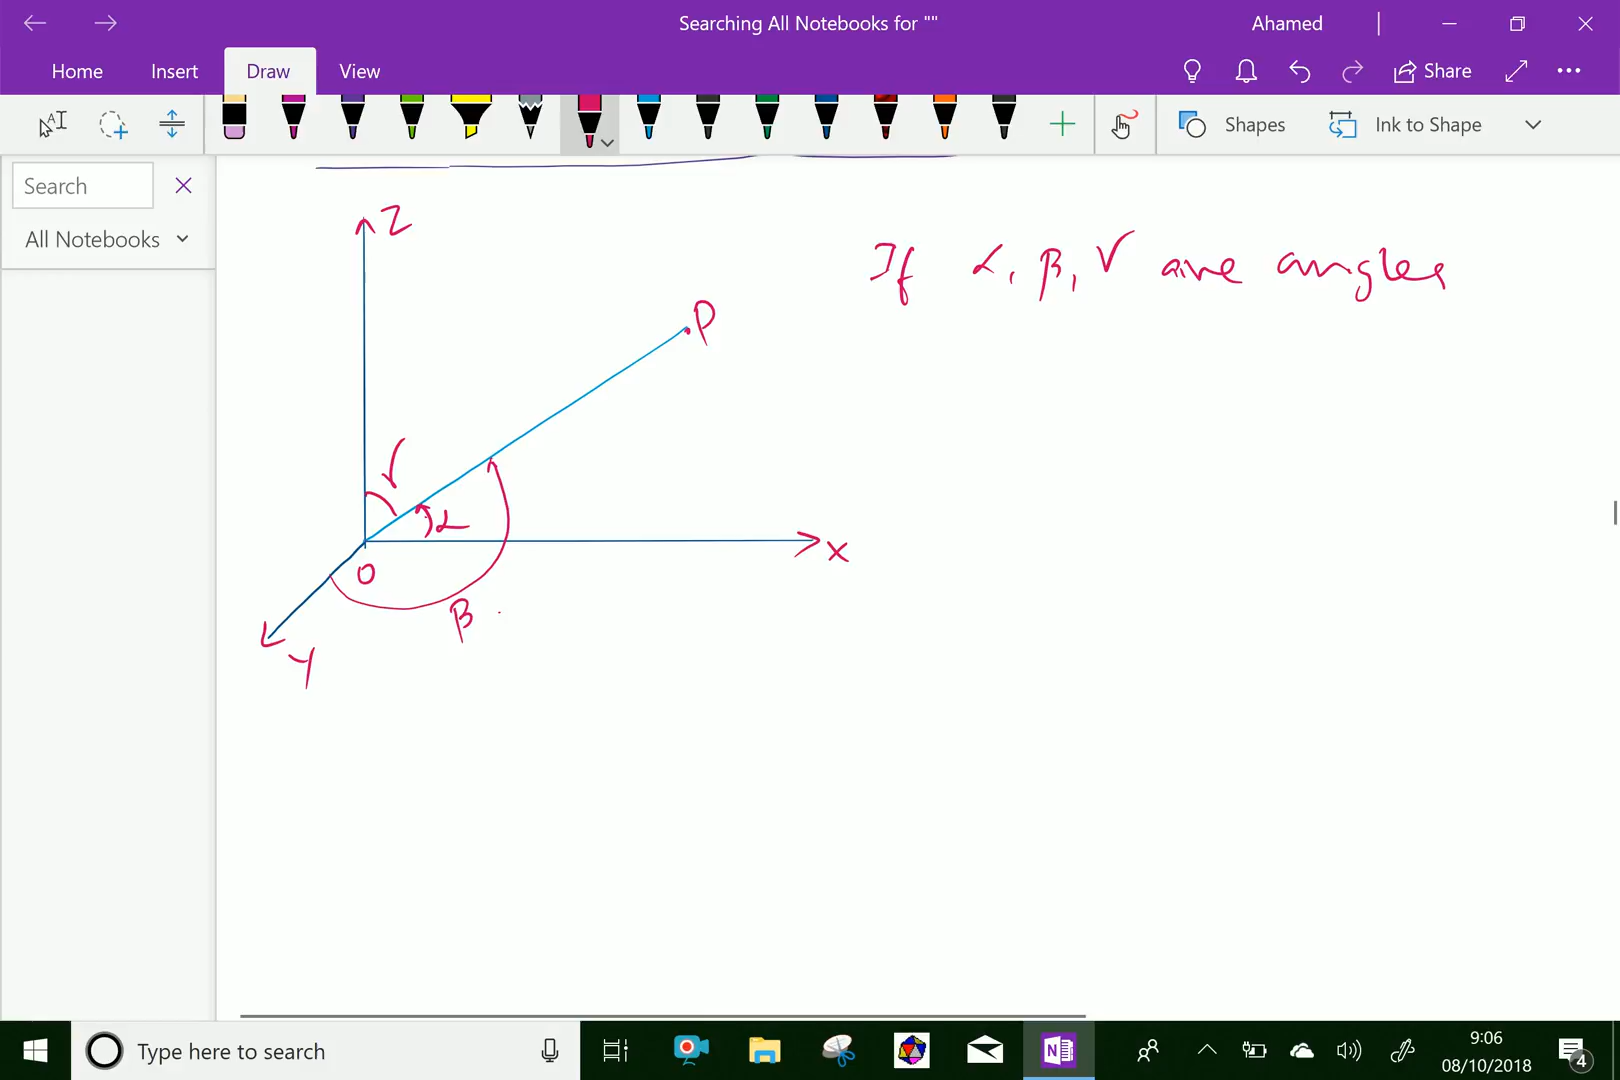 Searching All Notebooks for ""
Ahamed
Home Insert Draw View
Share
Shapes
Ink to Shape
Search
All Notebooks
Z
If α, β, γ are angles
P
γ
α
X
O
β
Y
Type here to search
9:06
08/10/2018
4